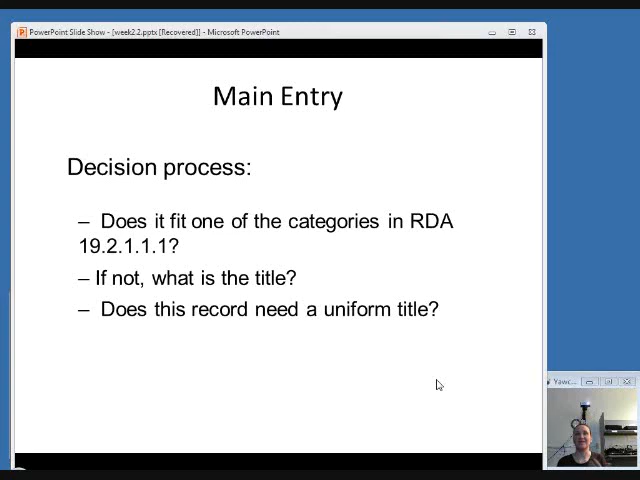 PowerPoint Slide Show - [week2.2.pptx [Recovered]] - Microsoft PowerPoint
Main Entry
Decision process:
– Does it fit one of the categories in RDA
19.2.1.1.1?
– If not, what is the title?
– Does this record need a uniform title?
Yawc...